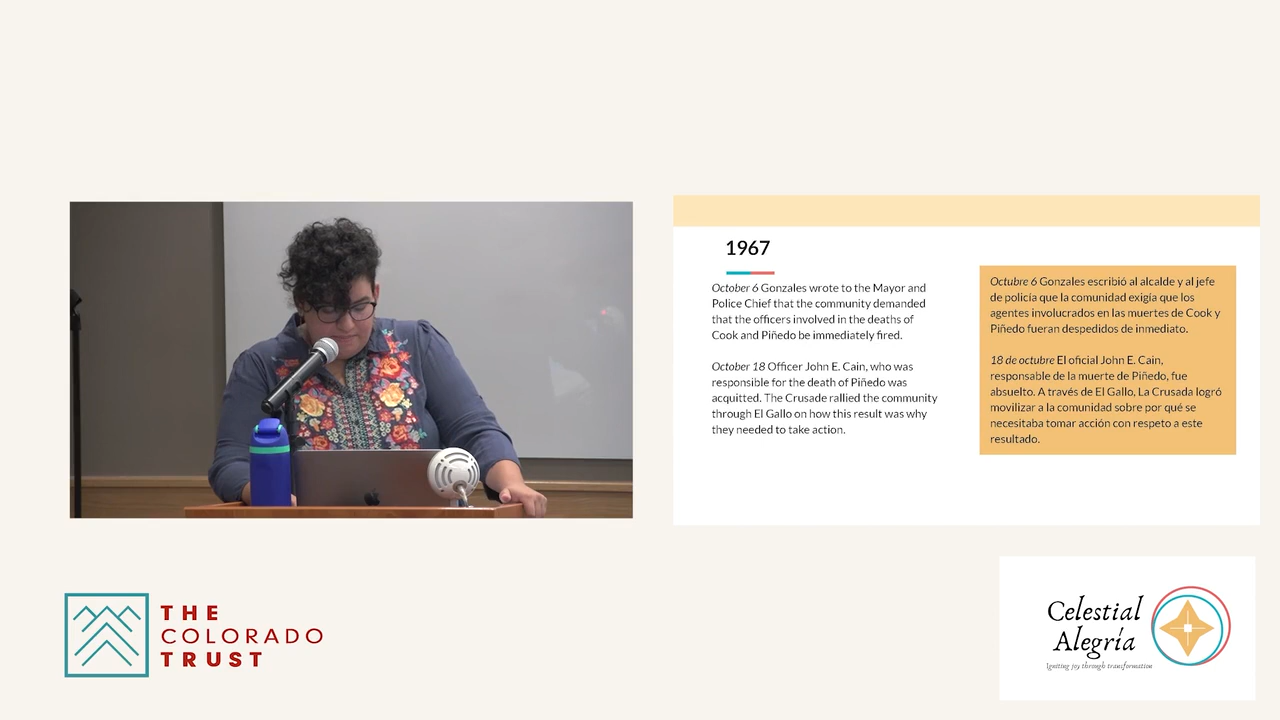 1967
October 6 Gonzales wrote to the Mayor and
Police Chief that the community demanded
that the officers involved in the deaths of
Cook and Piñedo be immediately fired.
October 18 Officer John E. Cain, who was
responsible for the death of Piñedo was
acquitted. The Crusade rallied the community
through El Gallo on how this result was why
they needed to take action.
Octubre 6 Gonzales escribió al alcalde y al jefe
de policía que la comunidad exigía que los
agentes involucrados en las muertes de Cook y
Piñedo fueran despedidos de inmediato.
18 de octubre El oficial John E. Cain,
responsable de la muerte de Piñedo, fue
absuelto. A través de El Gallo, La Crusada logró
movilizar a la comunidad sobre por qué se
necesitaba tomar acción con respeto a este
resultado.
THE
COLORADO
TRUST
Celestial
Alegría
Igniting joy through transformation